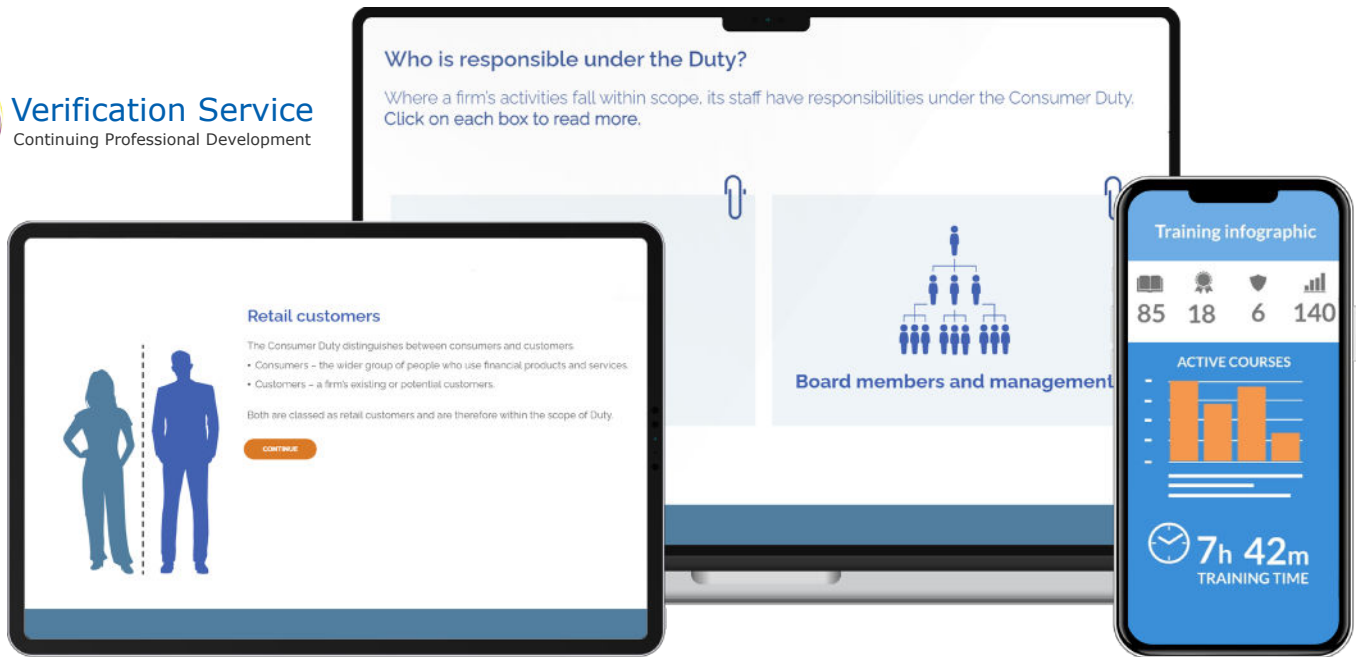 Verification Service
Continuing Professional Development
Who is responsible under the Duty?
Where a firm's activities fall within scope, its staff have responsibilities under the Consumer Duty.
Click on each box to read more.
Board members and management
Retail customers
The Consumer Duty distinguishes between consumers and customers.
• Consumers – the wider group of people who use financial products and services.
• Customers – a firm's existing or potential customers.
Both are classed as retail customers and are therefore within the scope of Duty.
CONTINUE
Training infographic
85 18 6 140
ACTIVE COURSES
7h 42m
TRAINING TIME